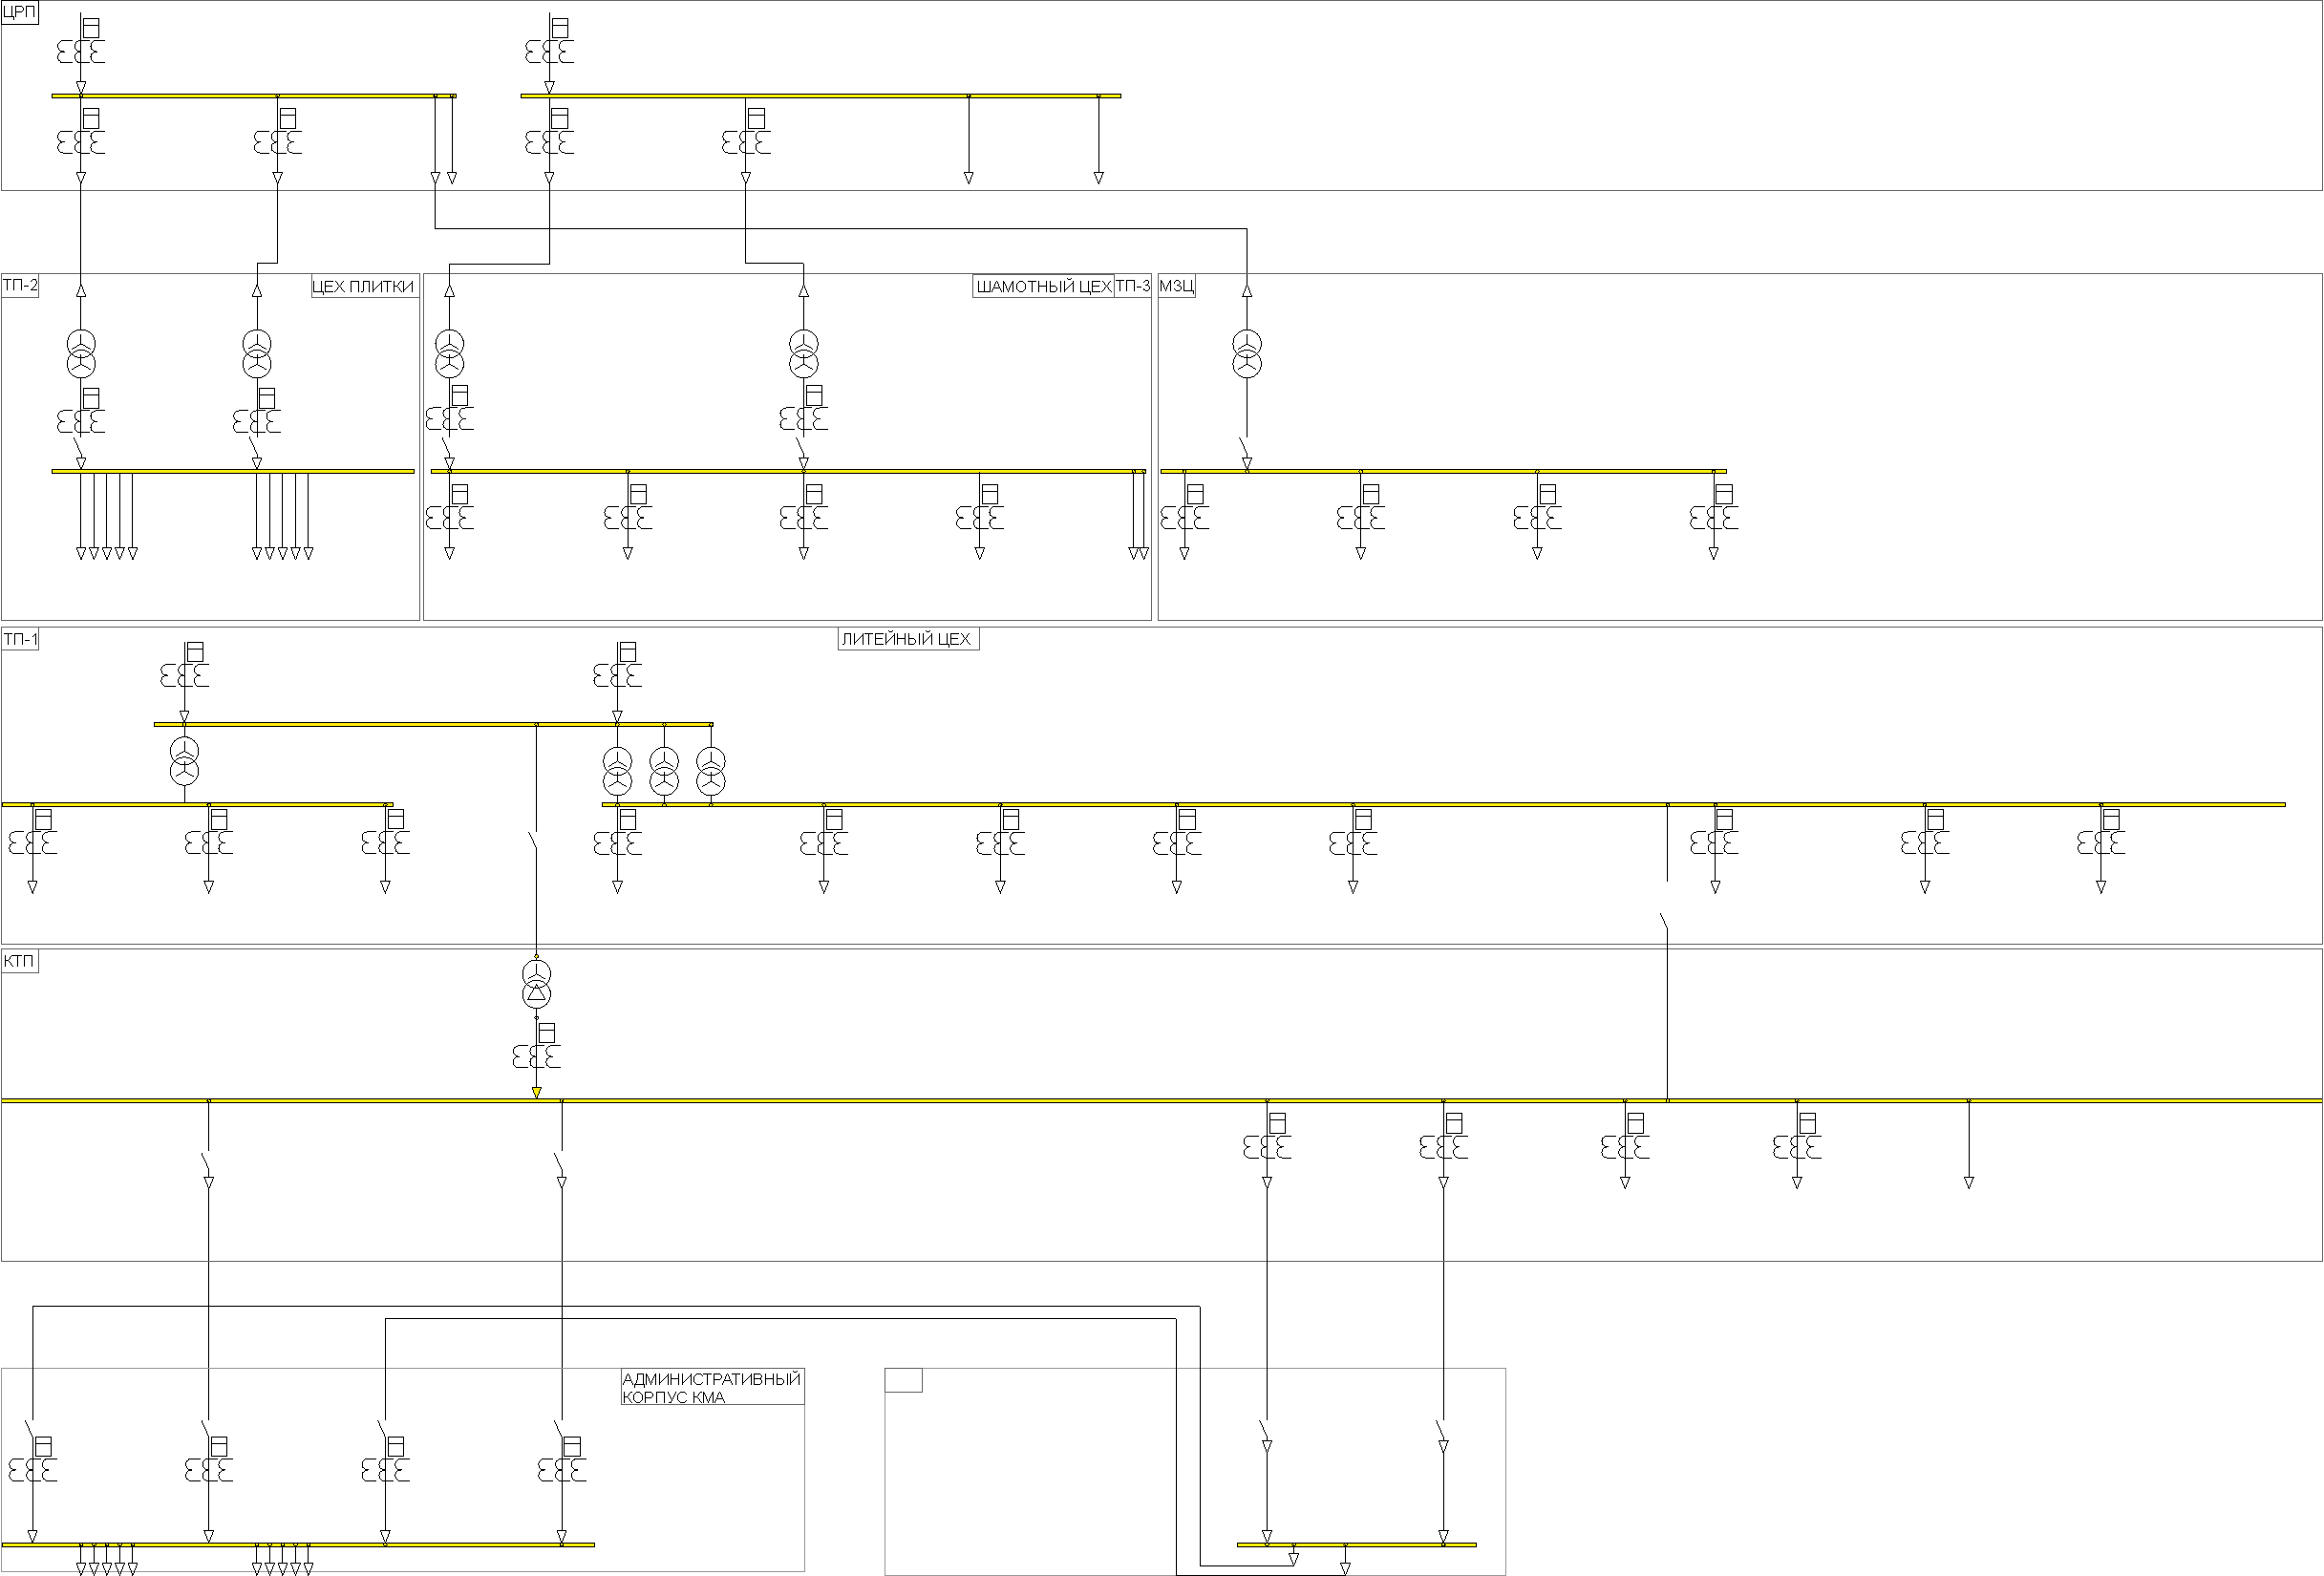 ЦРП
ТП-2
ЦЕХ ПЛИТКИ
ШАМОТНЫЙ ЦЕХ
ТП-3
МЗЦ
ТП-1
ЛИТЕЙНЫЙ ЦЕХ
КТП
АДМИНИСТРАТИВНЫЙ
КОРПУС КМА